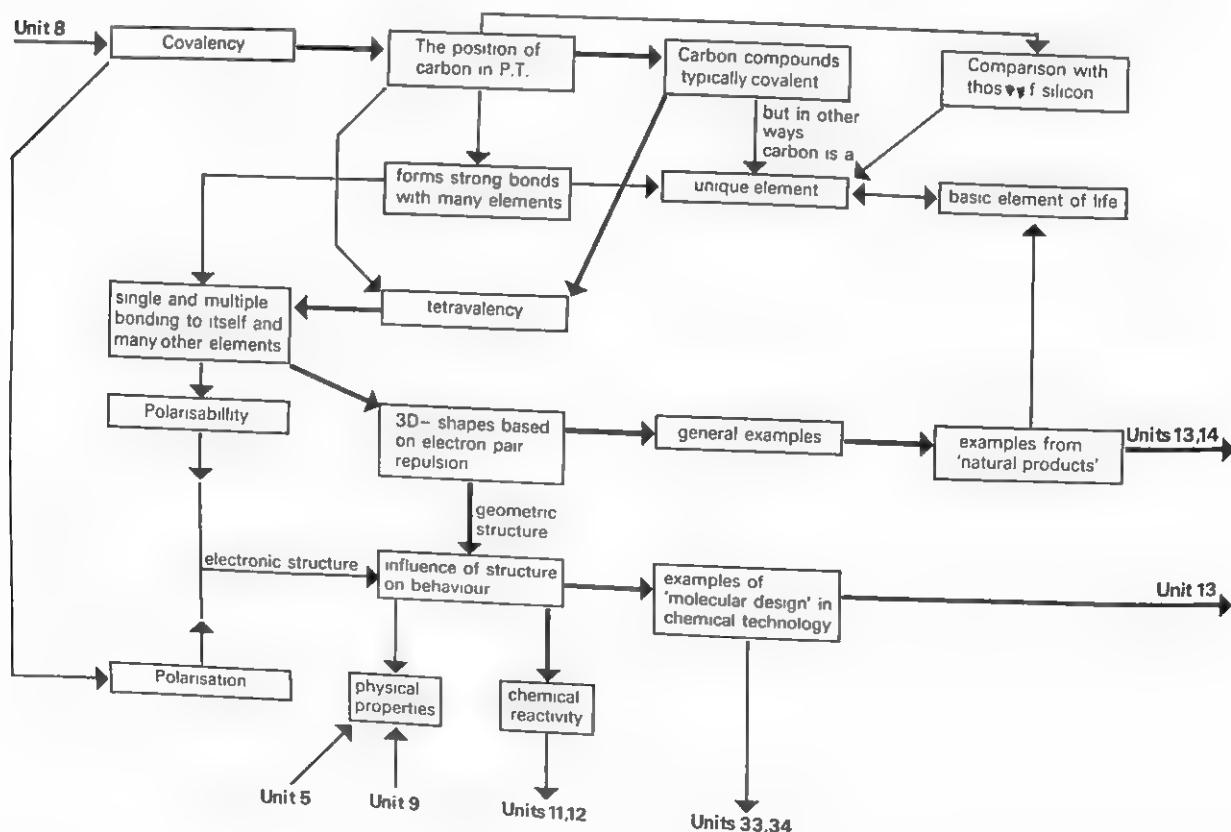 Unit 8
Covalency
The position of
carbon in P.T.
Carbon compounds
typically covalent
Comparison with
silicon
but in other
ways
carbon is a
forms strong bonds
with many elements
unique element
basic element of life
single and multiple
bonding to itself and
many other elements
tetravalency
Polarisabillity
3D– shapes based
on electron pair
repulsion
general examples
examples from
'natural products'
Units 13,14
geometric
structure
electronic structure
influence of structure
on behaviour
examples of
'molecular design' in
chemical technology
Unit 13
Polarisation
physical
properties
chemical
reactivity
Unit 5
Unit 9
Units 11,12
Units 33,34